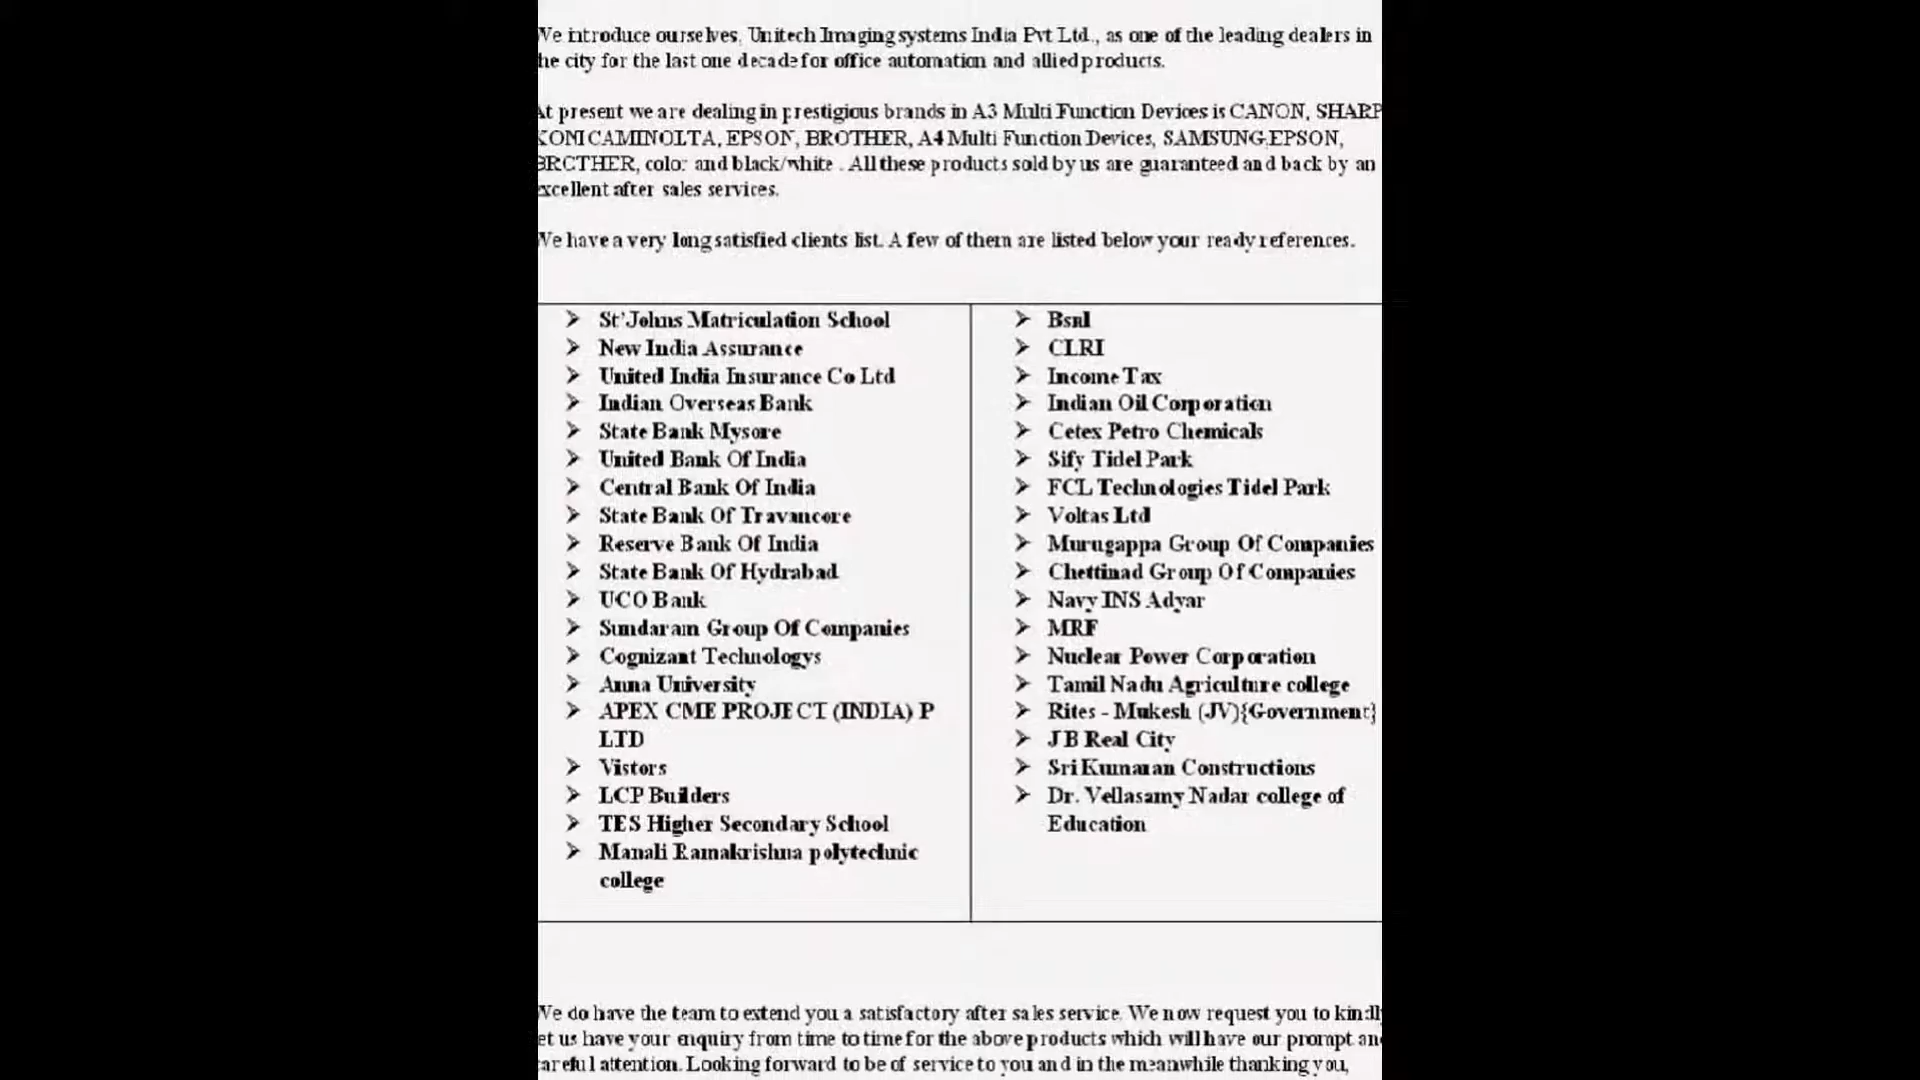 We introduce ourselves, Unitech Imaging systems India Pvt Ltd., as one of the leading dealers in
he city for the last one decade for office automation and allied products.
At present we are dealing in prestigious brands in A3 Multi Function Devices is CANON, SHARP
KONICAMINOLTA, EPSON, BROTHER, A4 Multi Function Devices, SAMSUNG,EPSON,
BROTHER, color and black/white . All these products sold by us are guaranteed and back by an
excellent after sales services.
We have a very long satisfied clients list. A few of them are listed below your ready references.
➢ St'Johns Matriculation School
➢ New India Assurance
➢ United India Insurance Co Ltd
➢ Indian Overseas Bank
➢ State Bank Mysore
➢ United Bank Of India
➢ Central Bank Of India
➢ State Bank Of Travancore
➢ Reserve Bank Of India
➢ State Bank Of Hydrabad
➢ UCO Bank
➢ Sundaram Group Of Companies
➢ Cognizant Technologys
➢ Anna University
➢ APEX CME PROJECT (INDIA) P
LTD
➢ Vistors
➢ LCP Builders
➢ TES Higher Secondary School
➢ Manali Ramakrishna polytechnic
college
➢ Bsnl
➢ CLRI
➢ Income Tax
➢ Indian Oil Corporation
➢ Cetex Petro Chemicals
➢ Sify Tidel Park
➢ FCL Technologies Tidel Park
➢ Voltas Ltd
➢ Murugappa Group Of Companies
➢ Chettinad Group Of Companies
➢ Navy INS Adyar
➢ MRF
➢ Nuclear Power Corporation
➢ Tamil Nadu Agriculture college
➢ Rites - Mukesh (JV){Government}
➢ JB Real City
➢ Sri Kumaran Constructions
➢ Dr. Vellasamy Nadar college of
Education
We do have the team to extend you a satisfactory after sales service. We now request you to kindly
et us have your enquiry from time to time for the above products which will have our prompt and
careful attention. Looking forward to be of service to you and in the meanwhile thanking you,